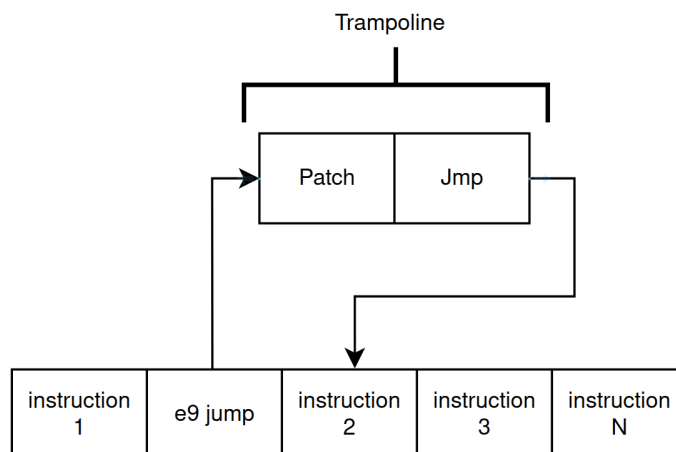 Trampoline
Patch
Jmp
instruction
1
e9 jump
instruction
2
instruction
3
instruction
N